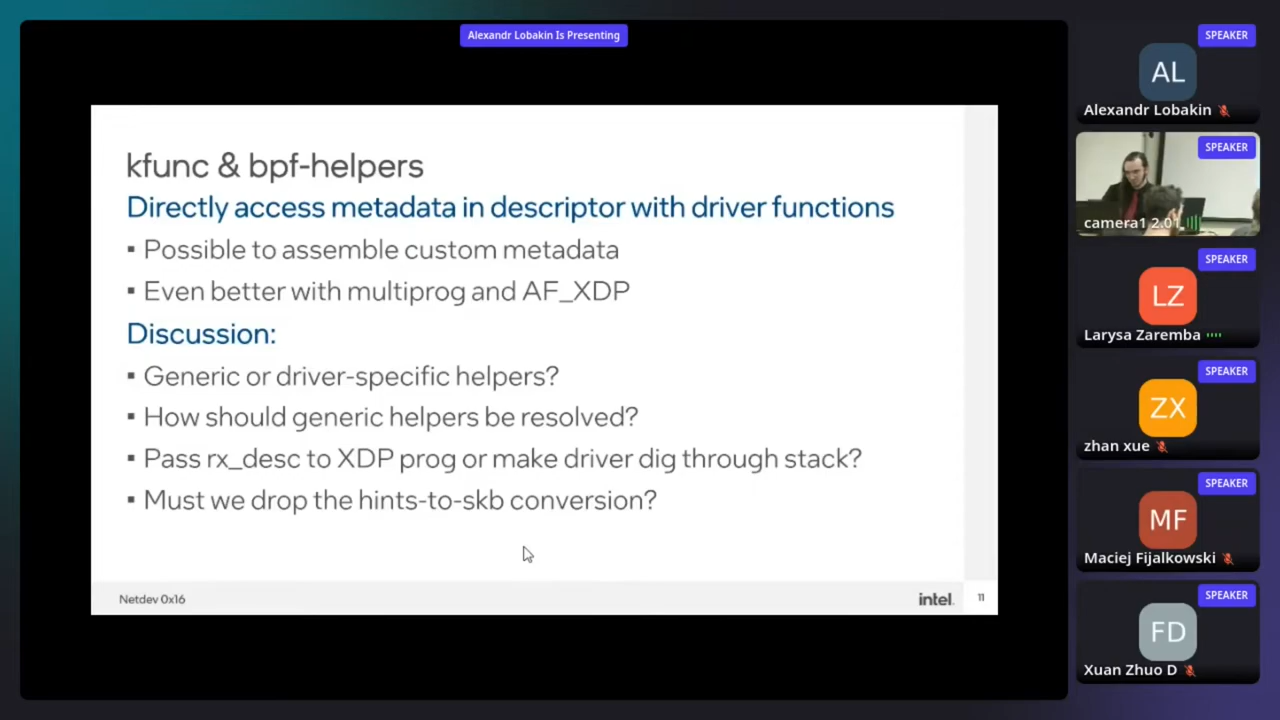 Alexandr Lobakin Is Presenting
kfunc & bpf-helpers
Directly access metadata in descriptor with driver functions
▪ Possible to assemble custom metadata
▪ Even better with multiprog and AF_XDP
Discussion:
▪ Generic or driver-specific helpers?
▪ How should generic helpers be resolved?
▪ Pass rx_desc to XDP prog or make driver dig through stack?
▪ Must we drop the hints-to-skb conversion?
Netdev 0x16
intel.
11
SPEAKER
AL
Alexandr Lobakin
SPEAKER
camera1 2.01
SPEAKER
LZ
Larysa Zaremba
SPEAKER
ZX
zhan xue
SPEAKER
MF
Maciej Fijalkowski
SPEAKER
FD
Xuan Zhuo D